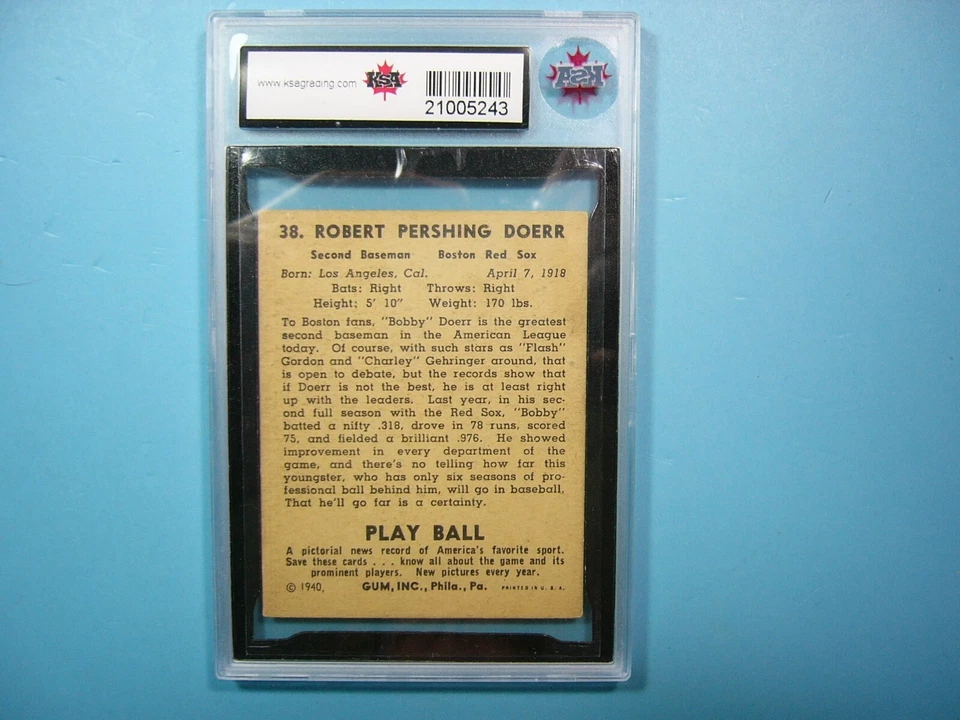 www.ksagrading.com KSA
21005243
KSA
38. ROBERT PERSHING DOERR
Second Baseman Boston Red Sox
Born: Los Angeles, Cal. April 7, 1918
Bats: Right Throws: Right
Height: 5' 10" Weight: 170 lbs.
To Boston fans, "Bobby" Doerr is the greatest
second baseman in the American League
today. Of course, with such stars as "Flash"
Gordon and "Charley" Gehringer around, that
is open to debate, but the records show that
if Doerr is not the best, he is at least right
up with the leaders. Last year, in his sec-
ond full season with the Red Sox, "Bobby"
batted a nifty .318, drove in 78 runs, scored
75, and fielded a brilliant .976. He showed
improvement in every department of the
game, and there's no telling how far this
youngster, who has only six seasons of pro-
fessional ball behind him, will go in baseball.
That he'll go far is a certainty.
PLAY BALL
A pictorial news record of America's favorite sport.
Save these cards . . . know all about the game and its
prominent players. New pictures every year.
© 1940, GUM, INC., Phila., Pa. PRINTED IN U. S. A.